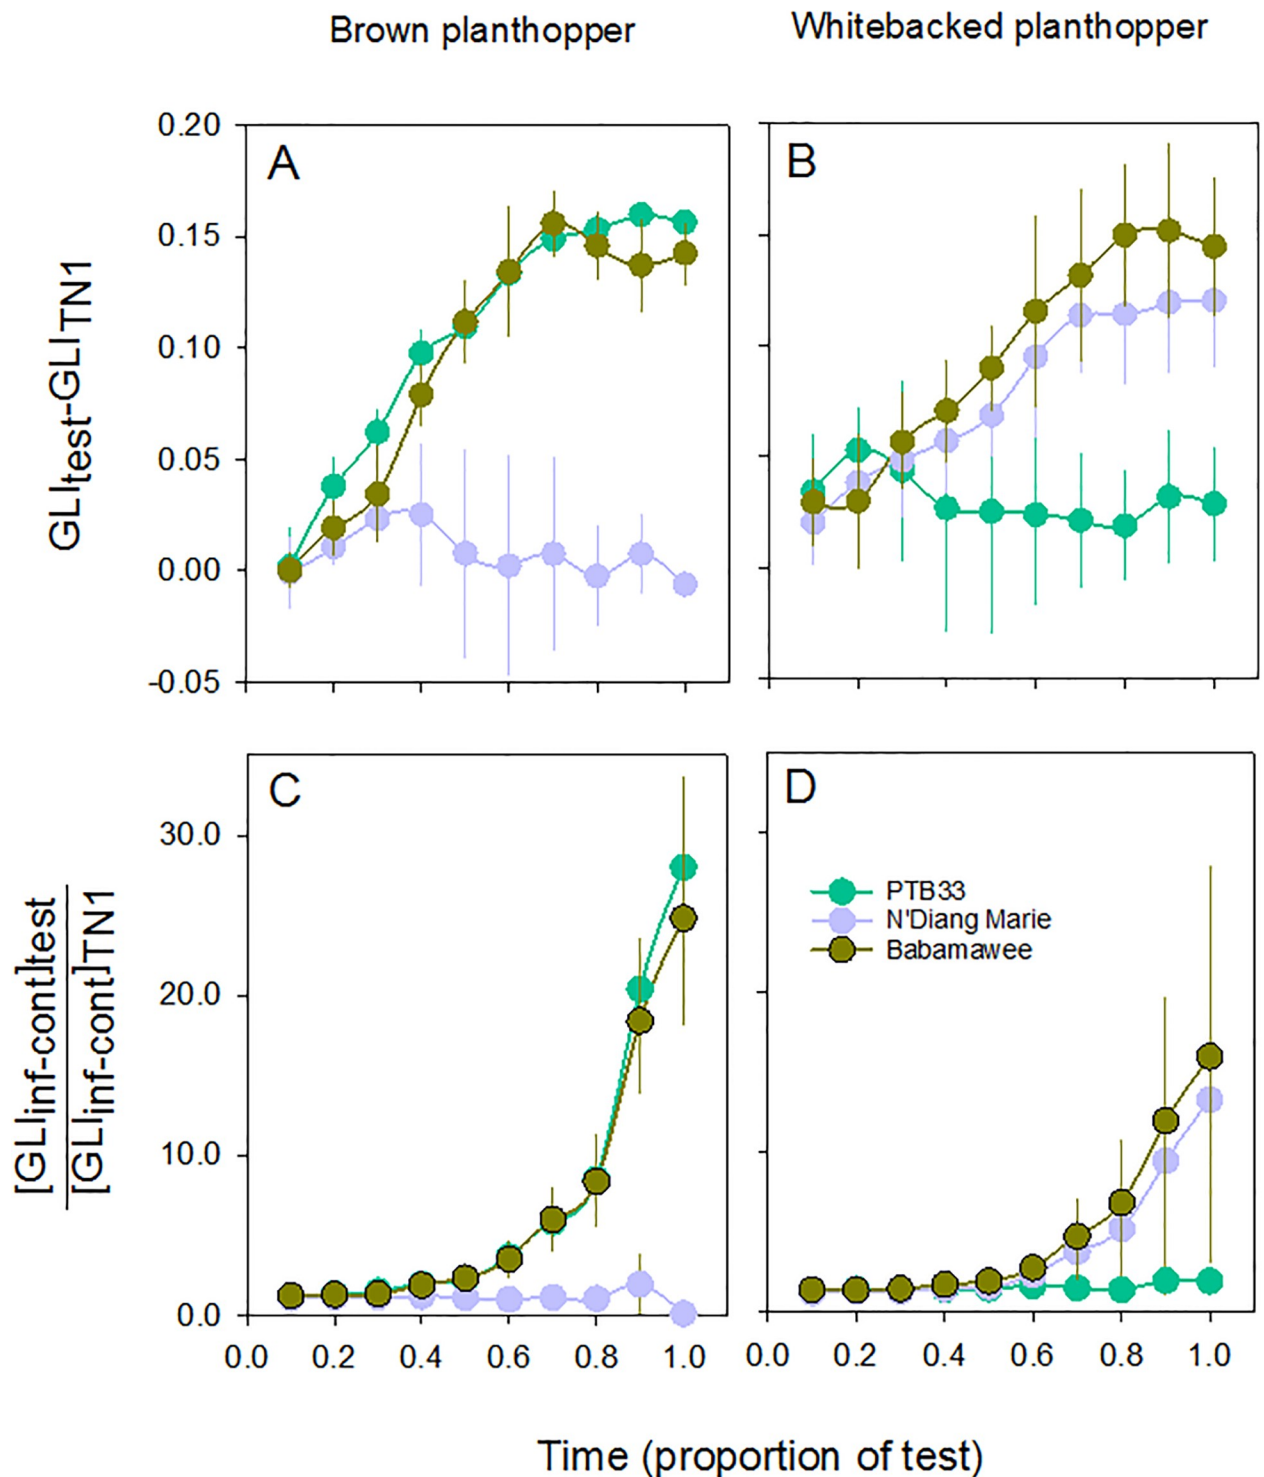 Brown planthopper
Whitebacked planthopper
A
B
0.20
0.15
0.10
0.05
0.00
-0.05
GLItest-GLITN1
C
D
30.0
20.0
10.0
0.0
[GLIinf-cont]test
[GLIinf-cont]TN1
PTB33
N'Diang Marie
Babamawee
0.0 0.2 0.4 0.6 0.8 1.0
0.0 0.2 0.4 0.6 0.8 1.0
Time (proportion of test)